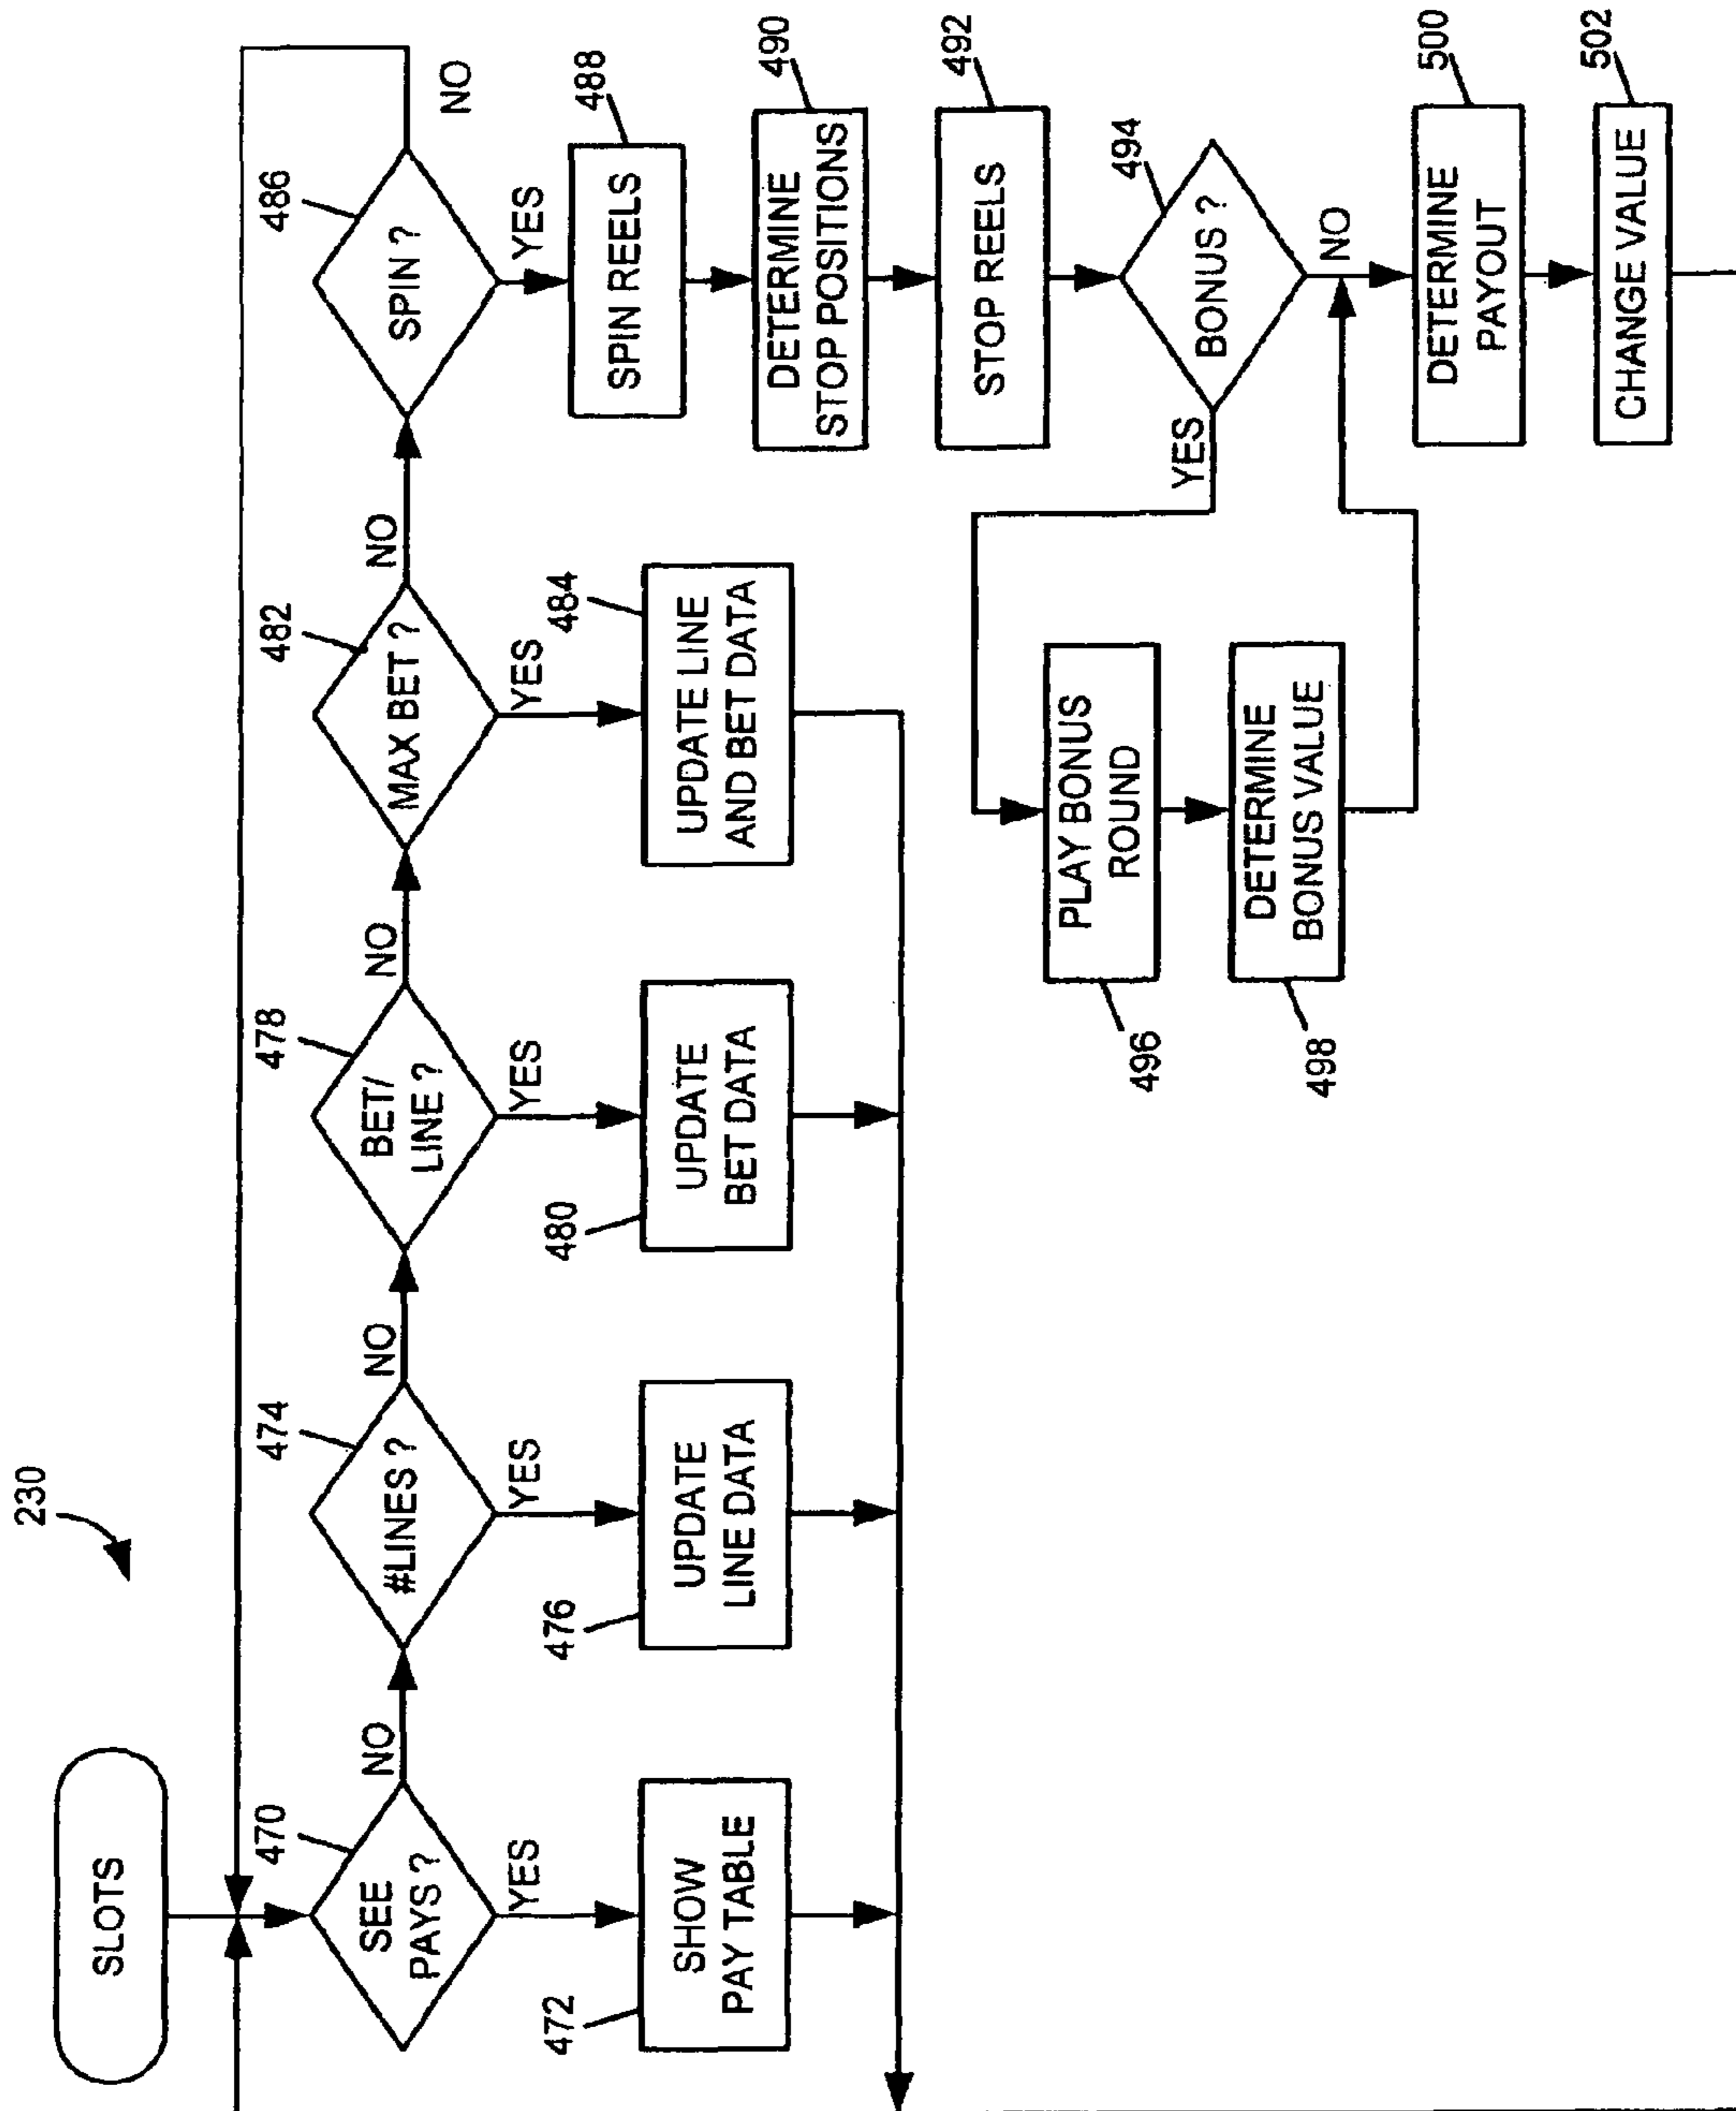 230
SLOTS
470
SEE
PAYS ?
NO
YES
472
SHOW
PAY TABLE
474
#LINES ?
NO
YES
476
UPDATE
LINE DATA
478
BET/
LINE ?
NO
YES
480
UPDATE
BET DATA
482
MAX BET ?
NO
YES
484
UPDATE LINE
AND BET DATA
486
SPIN ?
NO
YES
488
SPIN REELS
490
DETERMINE
STOP POSITIONS
492
STOP REELS
494
BONUS ?
YES
NO
496
PLAY BONUS
ROUND
498
DETERMINE
BONUS VALUE
500
DETERMINE
PAYOUT
502
CHANGE VALUE